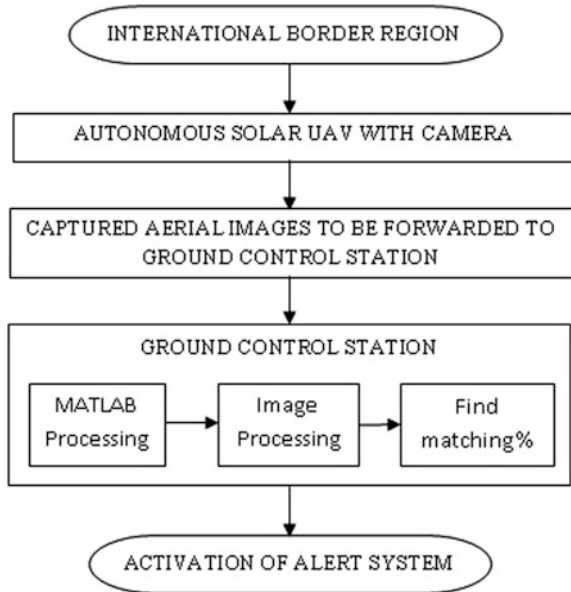 INTERNATIONAL BORDER REGION
AUTONOMOUS SOLAR UAV WITH CAMERA
CAPTURED AERIAL IMAGES TO BE FORWARDED TO
GROUND CONTROL STATION
GROUND CONTROL STATION
MATLAB
Processing
Image
Processing
Find
matching%
ACTIVATION OF ALERT SYSTEM